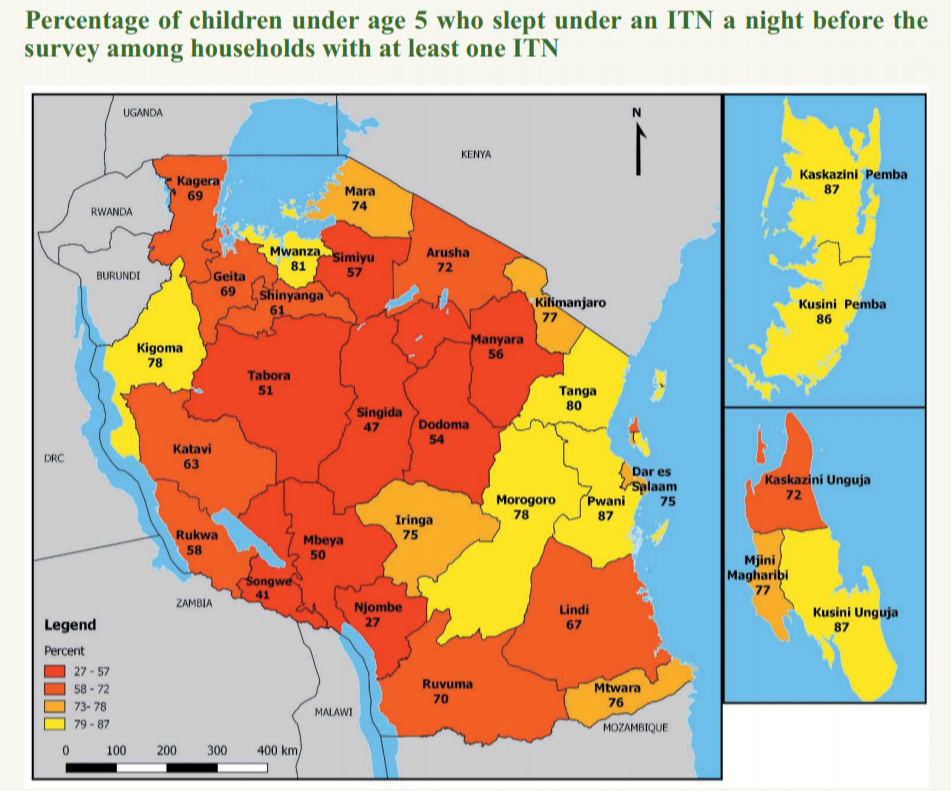 Percentage of children under age 5 who slept under an ITN a night before the
survey among households with at least one ITN
UGANDA
KENYA
N
RWANDA
BURUNDI
DRC
ZAMBIA
MALAWI
MOZAMBIQUE
Kagera
69
Mara
74
Mwanza
81
Simiyu
57
Arusha
72
Geita
69
Shinyanga
61
Kilimanjaro
77
Kigoma
78
Manyara
56
Tabora
51
Tanga
80
Singida
47
Dodoma
54
Katavi
63
Dar es
Salaam
75
Morogoro
78
Pwani
87
Iringa
75
Rukwa
58
Mbeya
50
Songwe
41
Njombe
27
Lindi
67
Ruvuma
70
Mtwara
76
Legend
Percent
27 - 57
58 - 72
73- 78
79 - 87
0 100 200 300 400 km
Kaskazini Pemba
87
Kusini Pemba
86
Kaskazini Unguja
72
Mjini
Magharibi
77
Kusini Unguja
87